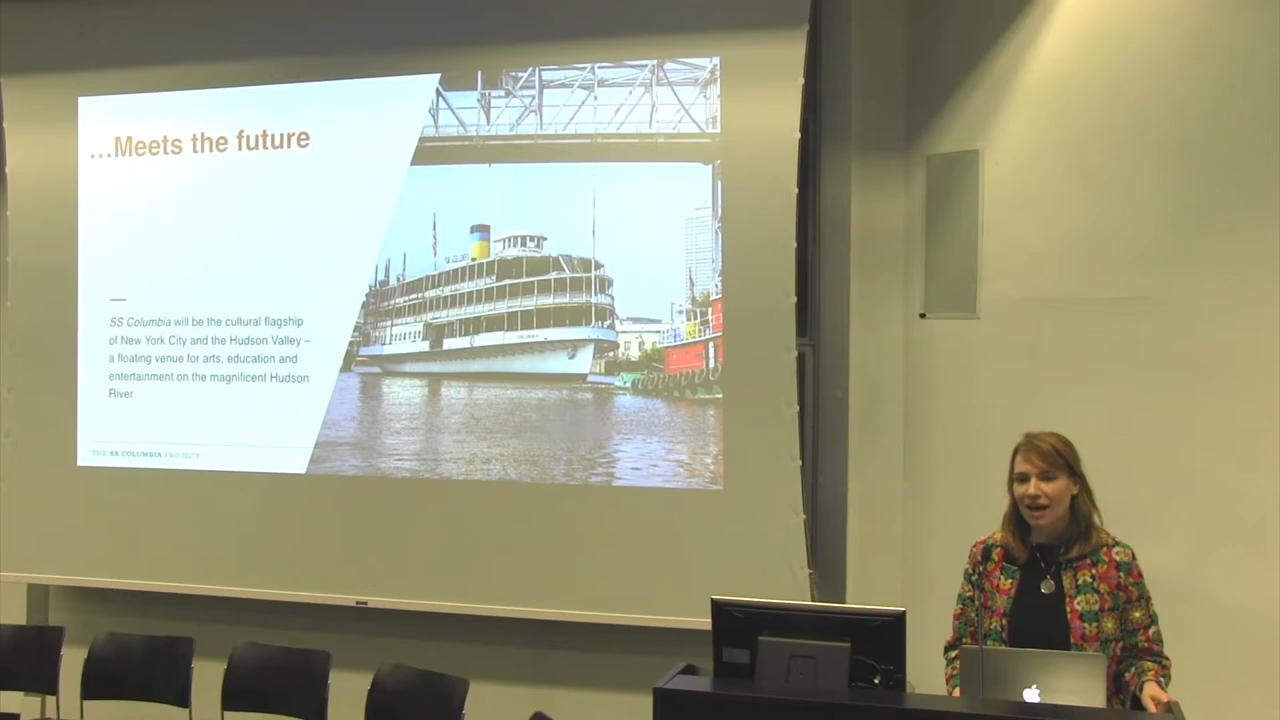 ...Meets the future
SS Columbia will be the cultural flagship
of New York City and the Hudson Valley –
a floating venue for arts, education and
entertainment on the magnificent Hudson
River.
THE SS COLUMBIA PROJECT
COLUMBIA